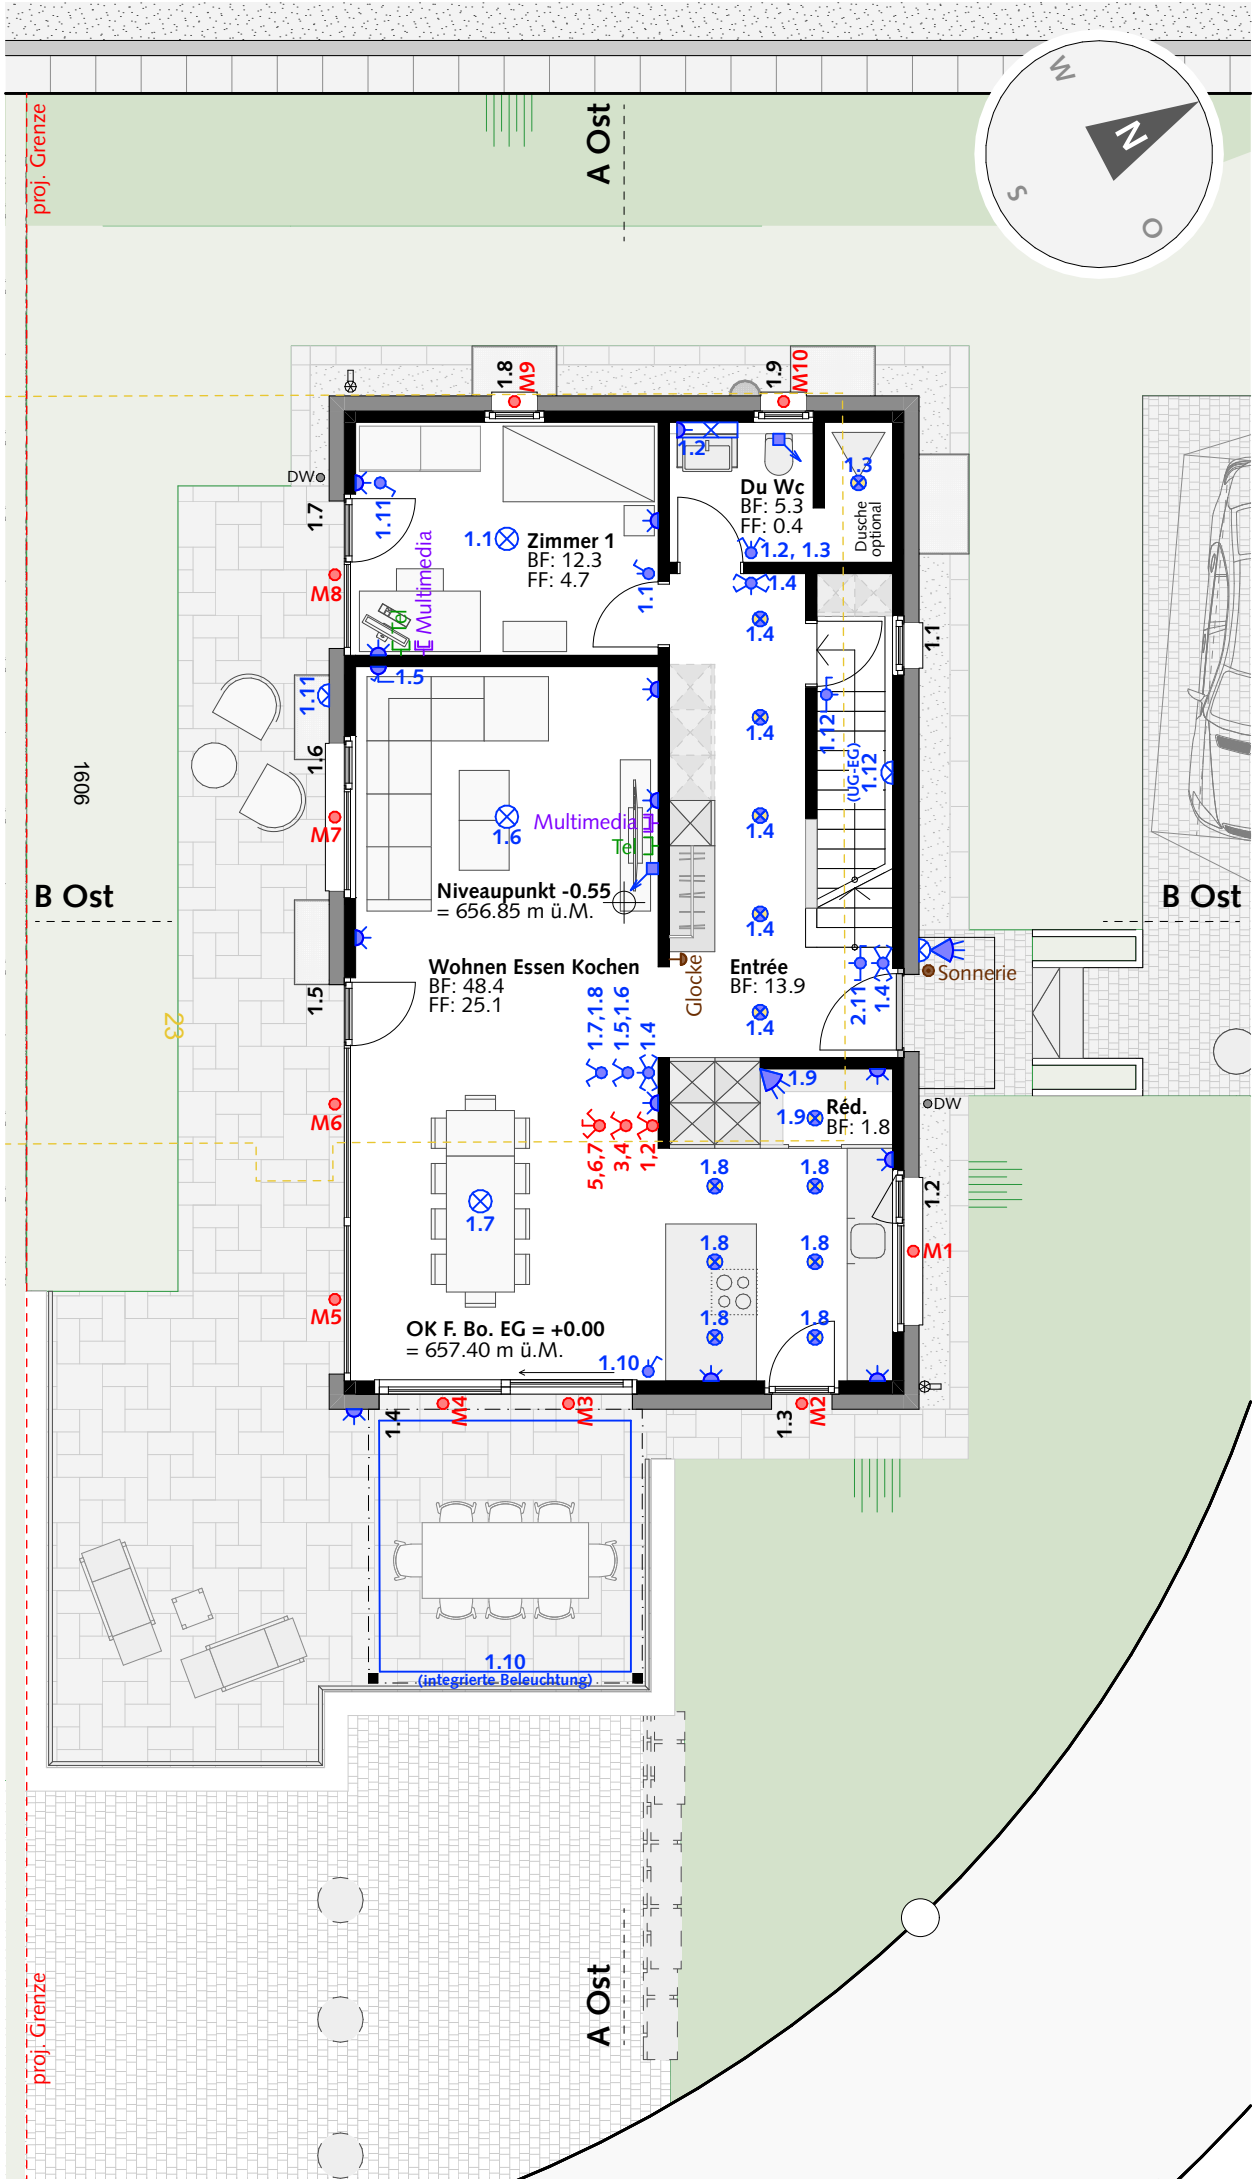 proj. Grenze
A Ost
W
N
S
O
1.8
M9
1.9
M10
1.2
1.3
Du Wc
BF: 5.3
FF: 0.4
Dusche
optional
DW
1.7
1.11
1.1
Zimmer 1
BF: 12.3
FF: 4.7
Multimedia
Tel
1.1
1.2, 1.3
1.4
1.4
M8
1.1
1.5
1.11
1.12
1.4
(UG-EG)
1.12
1.6
1606
M7
1.6
Multimedia
Tel
1.4
B Ost
Niveaupunkt -0.55
= 656.85 m ü.M.
1.4
B Ost
Wohnen Essen Kochen
BF: 48.4
FF: 25.1
Glocke
Entrée
BF: 13.9
2.11
1.4
Sonnerie
1.5
23
1.7,1.8
1.5,1.6
1.4
1.4
1.9
M6
1.9
Réd.
BF: 1.8
DW
5,6,7
3,4
1,2
1.8
1.8
1.2
1.7
1.8
1.8
M1
M5
1.8
1.8
OK F. Bo. EG = +0.00
= 657.40 m ü.M.
1.10
1.4
M4
M3
1.3
M2
1.10
(integrierte Beleuchtung)
A Ost
proj. Grenze